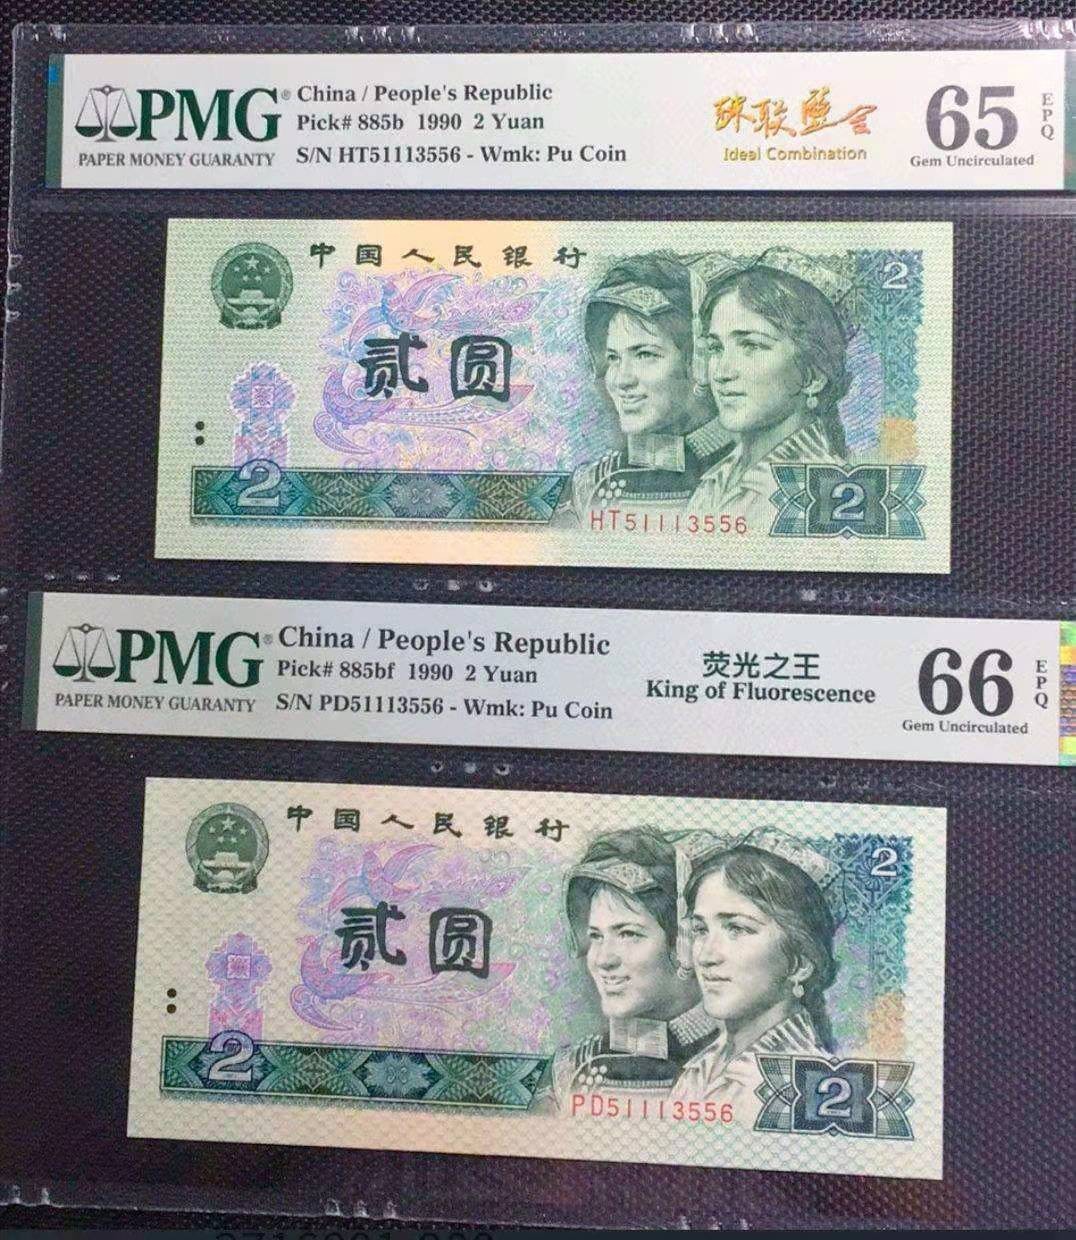 PMG® China / People's Republic
Pick# 885b 1990 2 Yuan
PAPER MONEY GUARANTY S/N HT51113556 - Wmk: Pu Coin
珠联璧合
Ideal Combination
65 EPQ
Gem Uncirculated
中国人民银行
2
贰圆
2
2
HT51113556
PMG® China / People's Republic
Pick# 885bf 1990 2 Yuan
PAPER MONEY GUARANTY S/N PD51113556 - Wmk: Pu Coin
荧光之王
King of Fluorescence
66 EPQ
Gem Uncirculated
中国人民银行
2
贰圆
2
2
PD51113556